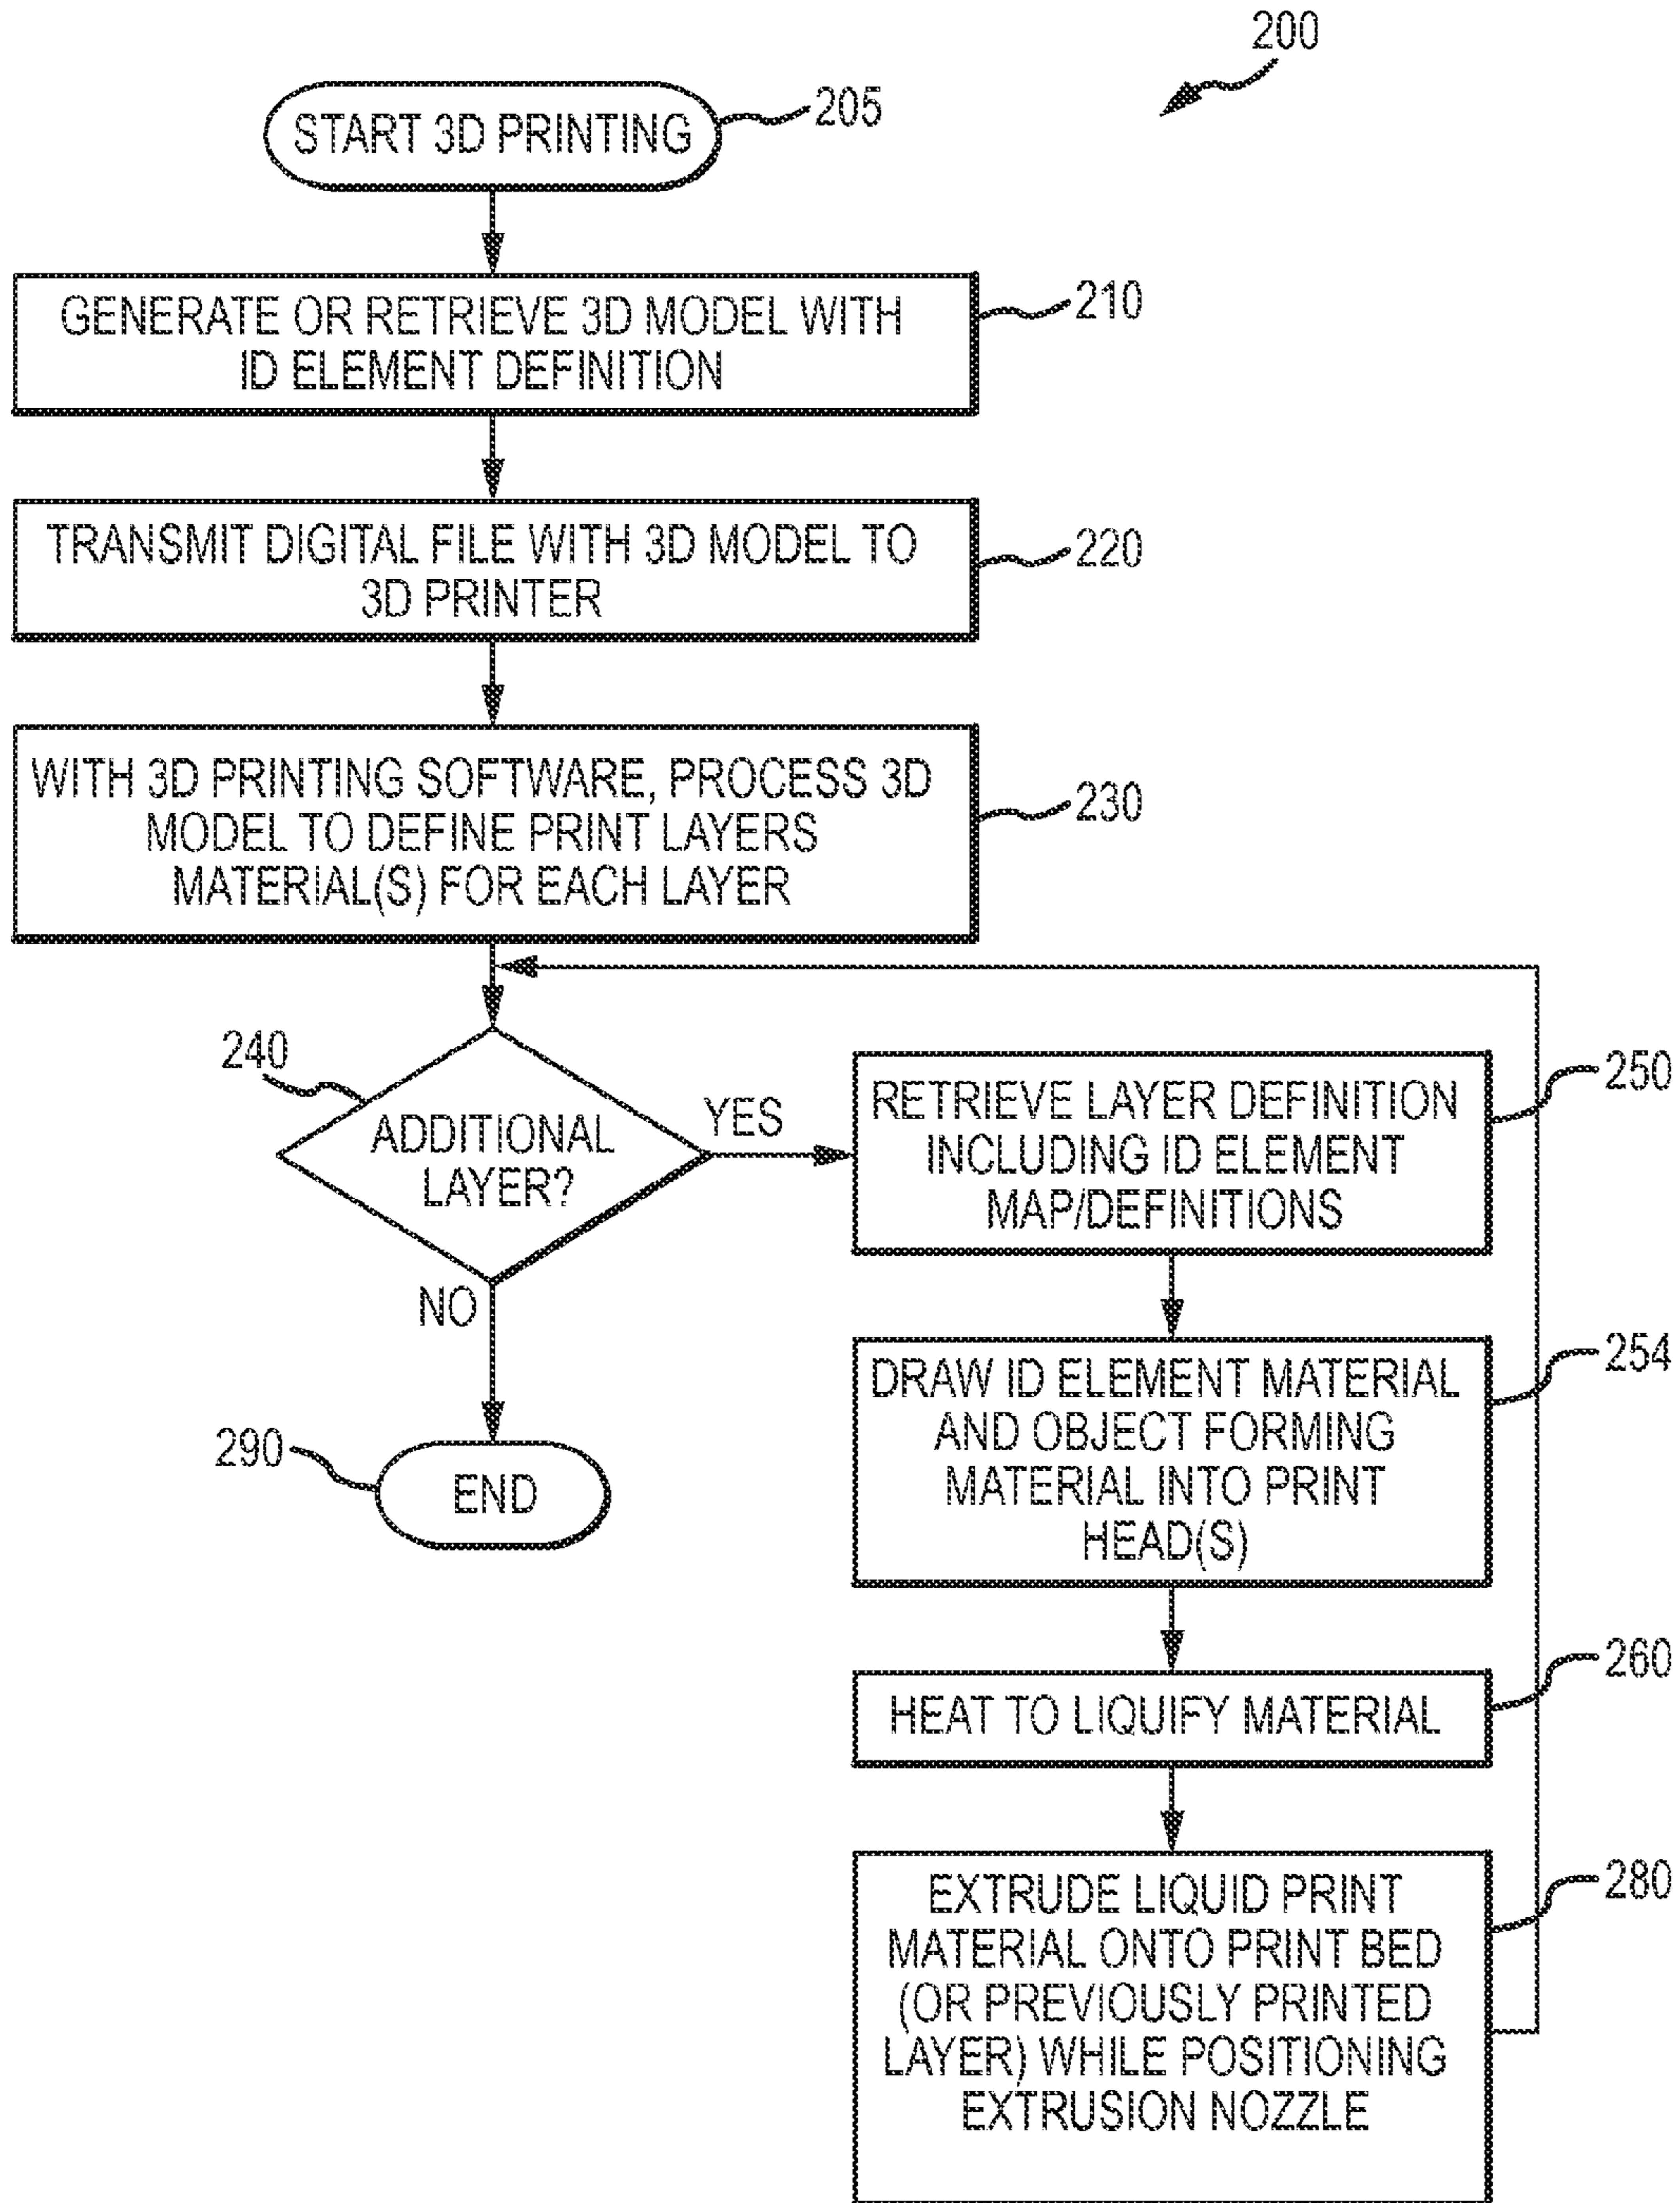 200
START 3D PRINTING
205
GENERATE OR RETRIEVE 3D MODEL WITH
ID ELEMENT DEFINITION
210
TRANSMIT DIGITAL FILE WITH 3D MODEL TO
3D PRINTER
220
WITH 3D PRINTING SOFTWARE, PROCESS 3D
MODEL TO DEFINE PRINT LAYERS
MATERIAL(S) FOR EACH LAYER
230
240
ADDITIONAL
LAYER?
YES
NO
RETRIEVE LAYER DEFINITION
INCLUDING ID ELEMENT
MAP/DEFINITIONS
250
DRAW ID ELEMENT MATERIAL
AND OBJECT FORMING
MATERIAL INTO PRINT
HEAD(S)
254
290
END
HEAT TO LIQUIFY MATERIAL
260
EXTRUDE LIQUID PRINT
MATERIAL ONTO PRINT BED
(OR PREVIOUSLY PRINTED
LAYER) WHILE POSITIONING
EXTRUSION NOZZLE
280